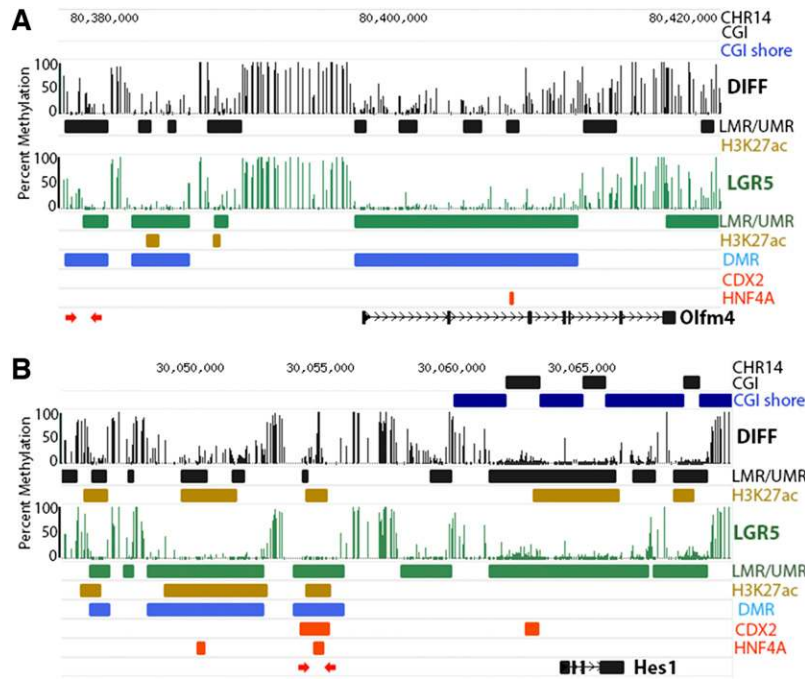 A
80,380,000 80,400,000 80,420,000 CHR14
CGI
CGI shore
Percent Methylation
100
50
0
DIFF
LMR/UMR
H3K27ac
100
50
0
LGR5
LMR/UMR
H3K27ac
DMR
CDX2
HNF4A
Olfm4
B
30,050,000 30,055,000 30,060,000 30,065,000 CHR14
CGI
CGI shore
Percent Methylation
100
50
0
DIFF
LMR/UMR
H3K27ac
100
50
0
LGR5
LMR/UMR
H3K27ac
DMR
CDX2
HNF4A
Hes1